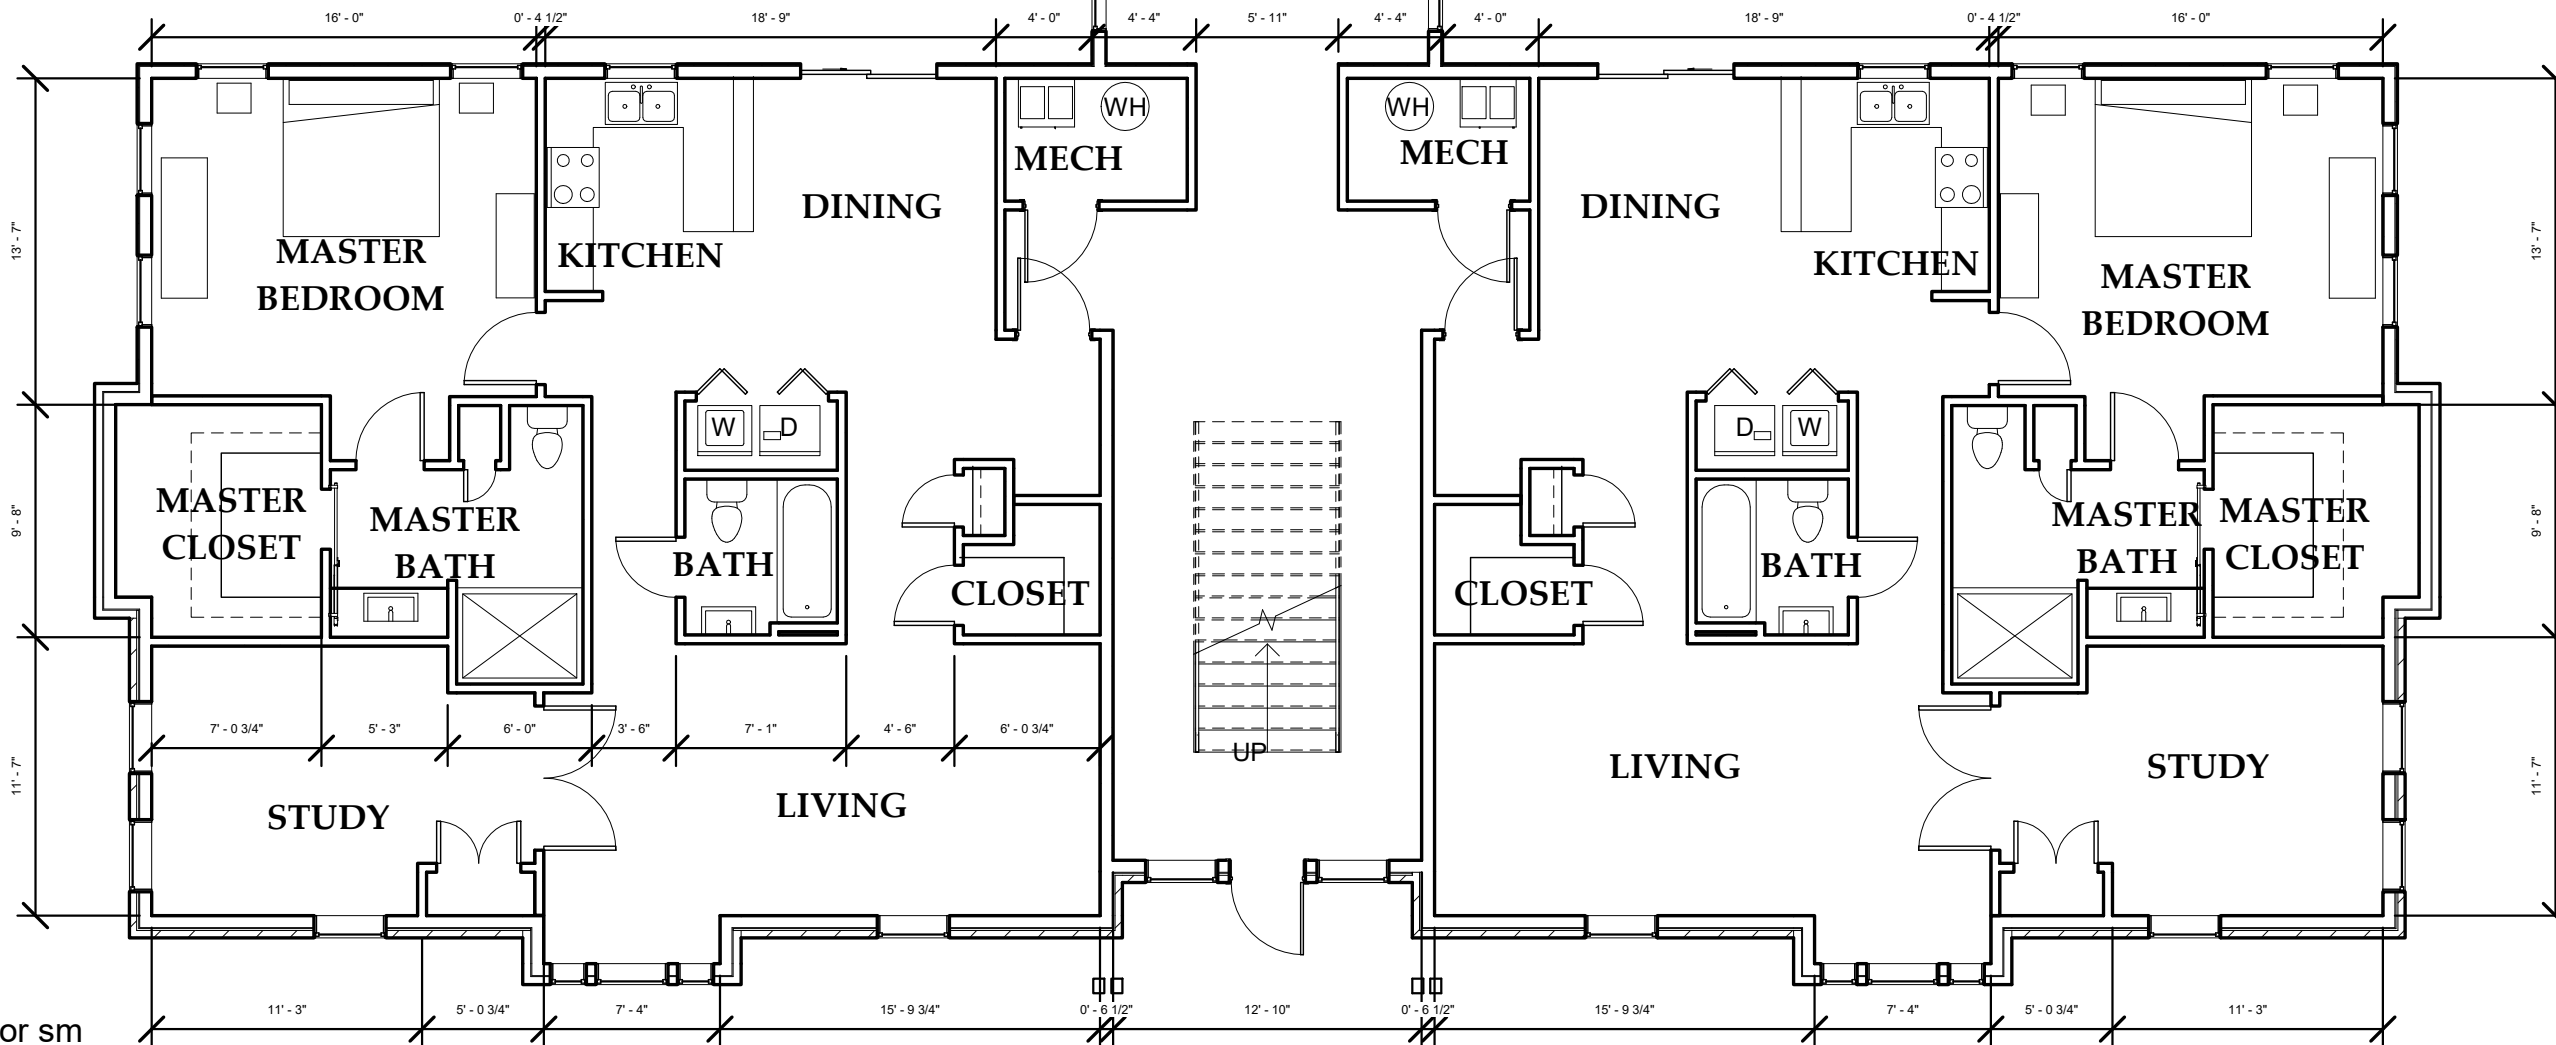 16' - 0" 0' - 4 1/2" 18' - 9" 4' - 0" 4' - 4" 5' - 11" 4' - 4" 4' - 0" 18' - 9" 0' - 4 1/2" 16' - 0"
WH WH
MECH MECH
DINING DINING
13' - 7" 13' - 7"
MASTER
BEDROOM
KITCHEN KITCHEN
MASTER
BEDROOM
W D D W
9' - 8" 9' - 8"
MASTER
CLOSET
MASTER
BATH
BATH
CLOSET
CLOSET
BATH
MASTER
BATH
MASTER
CLOSET
7' - 0 3/4" 5' - 3" 6' - 0" 3' - 6" 7' - 1" 4' - 6" 6' - 0 3/4"
UP
11' - 7" 11' - 7"
STUDY LIVING LIVING STUDY
11' - 3" 5' - 0 3/4" 7' - 4" 15' - 9 3/4" 0' - 6 1/2" 12' - 10" 0' - 6 1/2" 15' - 9 3/4" 7' - 4" 5' - 0 3/4" 11' - 3"
or sm